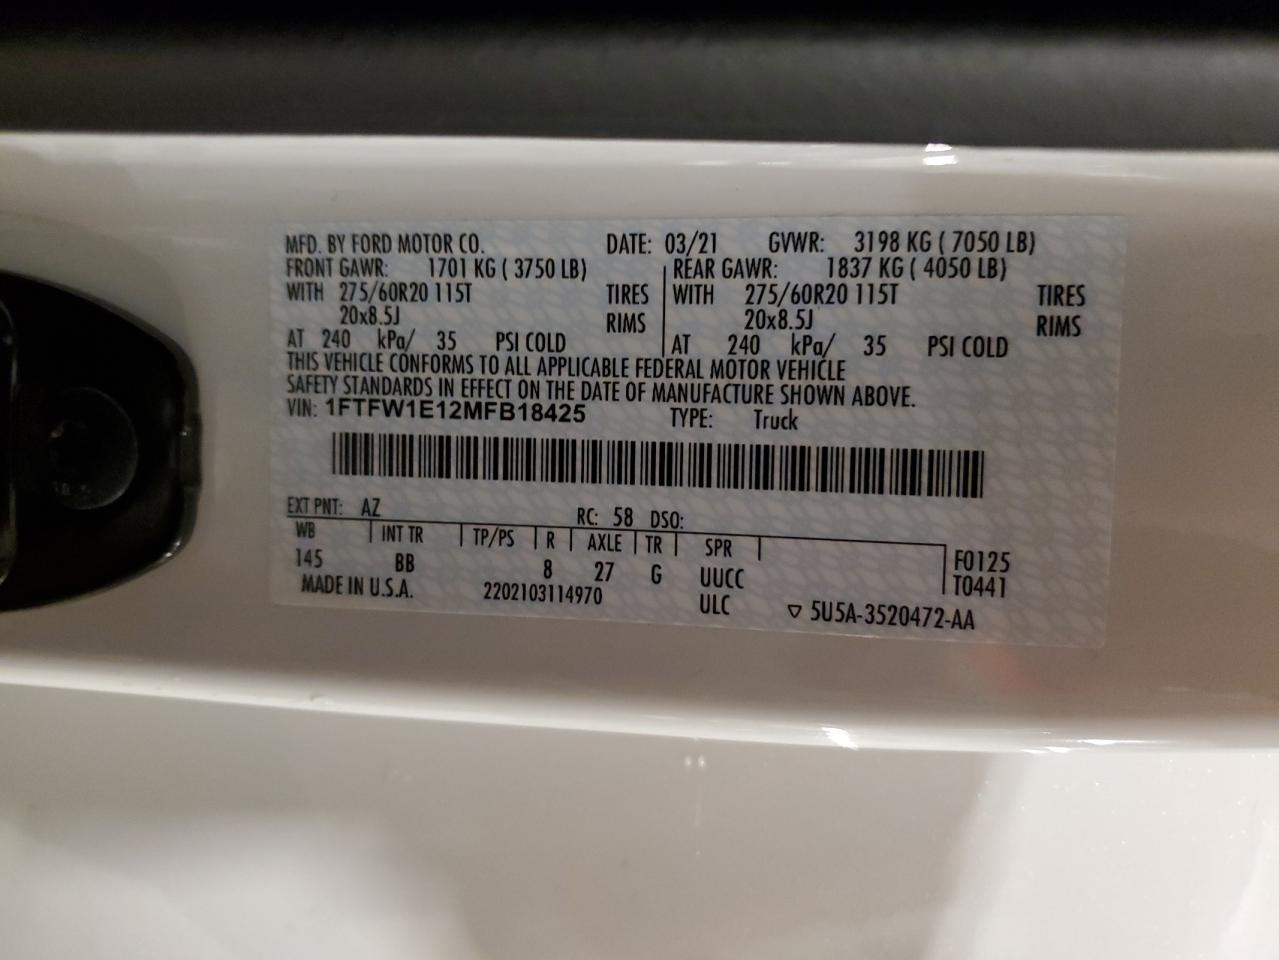 MFD. BY FORD MOTOR CO. DATE: 03/21 GVWR: 3198 KG ( 7050 LB)
FRONT GAWR: 1701 KG ( 3750 LB) REAR GAWR: 1837 KG ( 4050 LB)
WITH 275/60R20 115T TIRES WITH 275/60R20 115T TIRES
20x8.5J RIMS 20x8.5J RIMS
AT 240 kPa/ 35 PSI COLD AT 240 kPa/ 35 PSI COLD
THIS VEHICLE CONFORMS TO ALL APPLICABLE FEDERAL MOTOR VEHICLE
SAFETY STANDARDS IN EFFECT ON THE DATE OF MANUFACTURE SHOWN ABOVE.
VIN: 1FTFW1E12MFB18425 TYPE: Truck
EXT PNT: AZ RC: 58 DSO:
WB INT TR TP/PS R AXLE TR SPR F0125
145 BB 8 27 G UUCC T0441
MADE IN U.S.A. 2202103114970 ULC 5U5A-3520472-AA